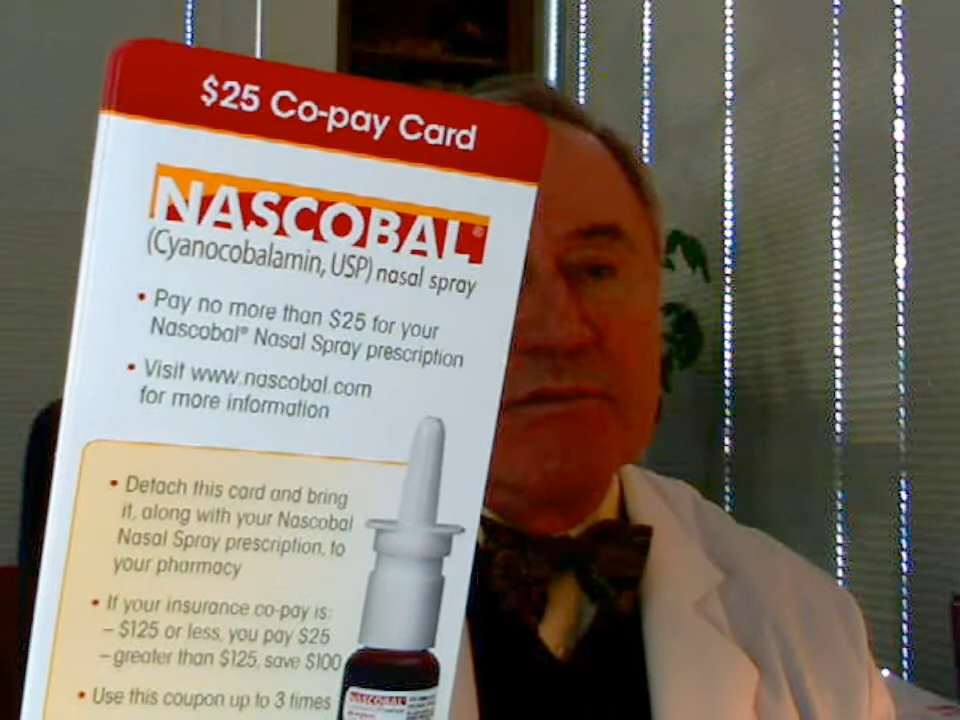 $25 Co-pay Card
NASCOBAL®
(Cyanocobalamin, USP) nasal spray
• Pay no more than $25 for your
Nascobal® Nasal Spray prescription
• Visit www.nascobal.com
for more information
• Detach this card and bring
it, along with your Nascobal
Nasal Spray prescription, to
your pharmacy
• If your insurance co-pay is:
– $125 or less, you pay $25
– greater than $125, save $100
• Use this coupon up to 3 times
NASCOBAL